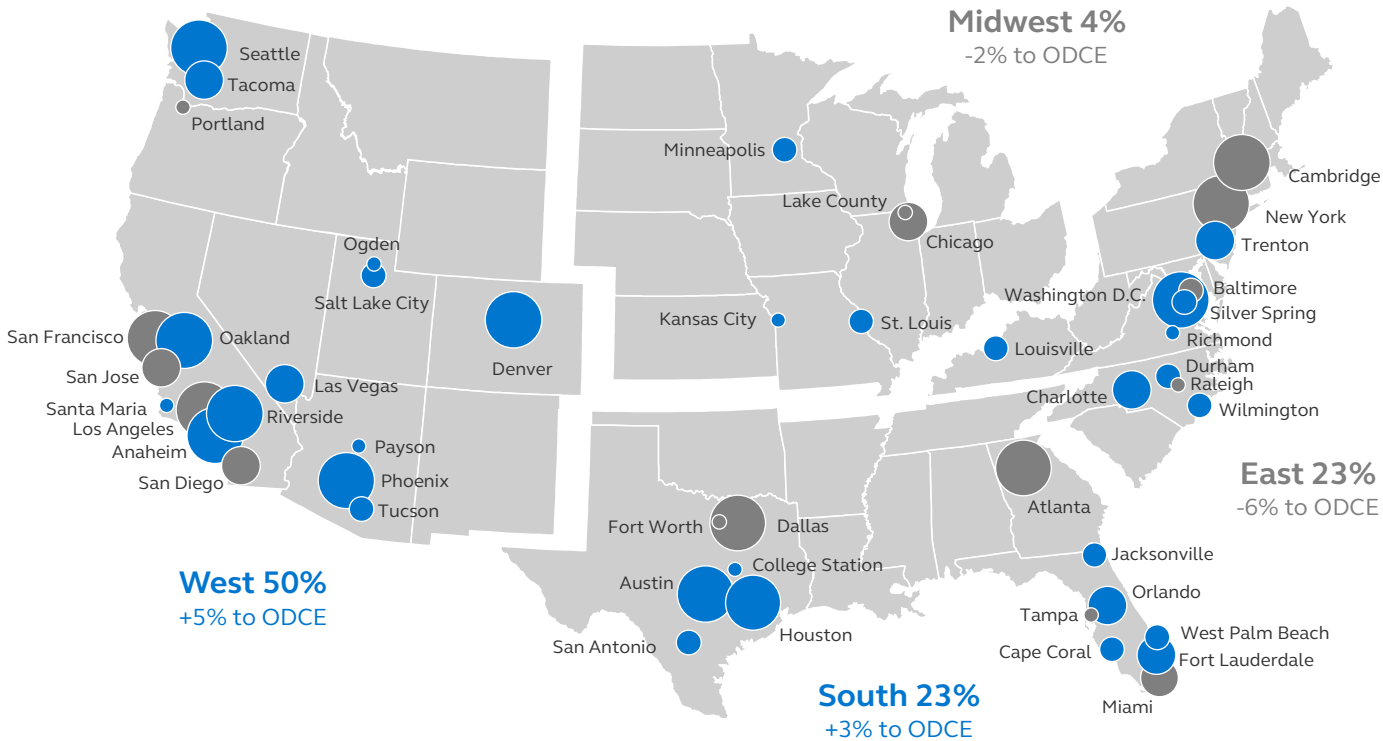 Midwest 4%
-2% to ODCE
Seattle
Tacoma
Portland
Minneapolis
Lake County
Chicago
Cambridge
New York
Trenton
Ogden
Salt Lake City
Denver
Kansas City
St. Louis
Louisville
Washington D.C.
Baltimore
Silver Spring
Richmond
Durham
Raleigh
Charlotte
Wilmington
San Francisco
Oakland
San Jose
Las Vegas
Santa Maria
Riverside
Los Angeles
Anaheim
San Diego
Payson
Phoenix
Tucson
East 23%
-6% to ODCE
Atlanta
Fort Worth
Dallas
College Station
Austin
Houston
San Antonio
Jacksonville
Orlando
Tampa
West Palm Beach
Cape Coral
Fort Lauderdale
Miami
West 50%
+5% to ODCE
South 23%
+3% to ODCE